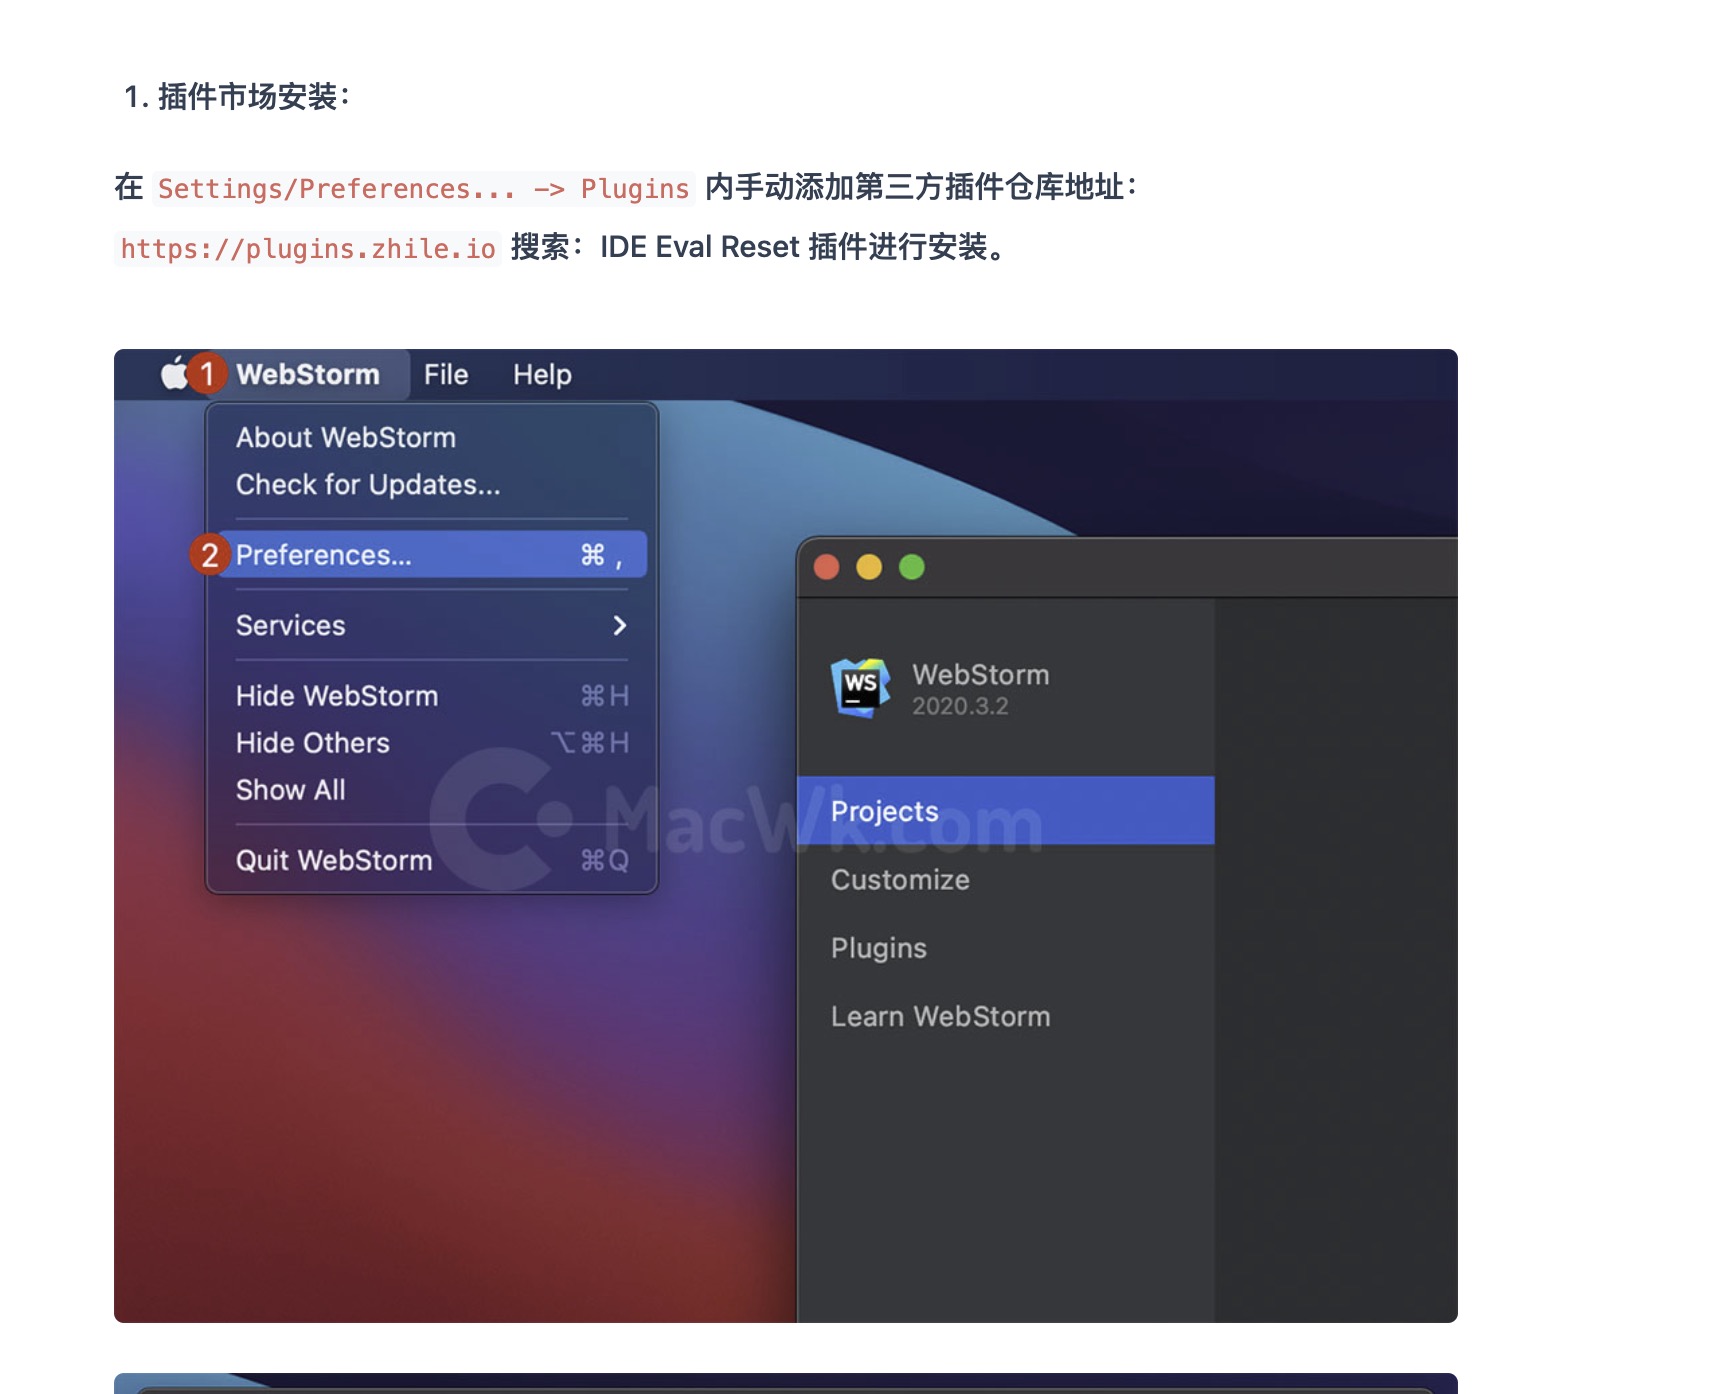 1. 插件市场安装：
在 Settings/Preferences... -> Plugins 内手动添加第三方插件仓库地址：
https://plugins.zhile.io 搜索：IDE Eval Reset 插件进行安装。
1 WebStorm File Help
About WebStorm
Check for Updates...
2 Preferences... ⌘ ,
Services
Hide WebStorm ⌘H
Hide Others ⌥⌘H
Show All
Quit WebStorm ⌘Q
WS
WebStorm
2020.3.2
Projects
Customize
Plugins
Learn WebStorm
MacWk.com